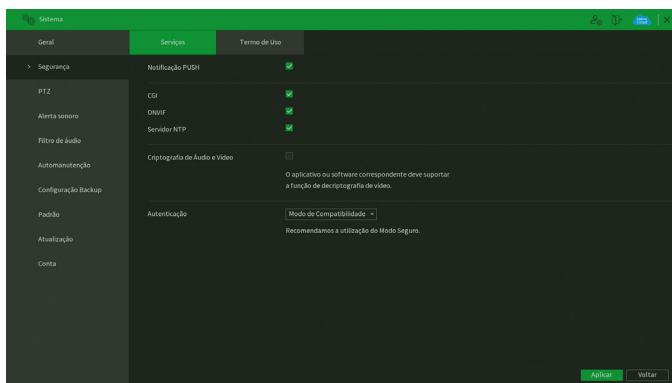 Sistema
Geral
Serviços
Termo de Uso
Segurança
Notificação PUSH
PTZ
CGI
Alerta sonoro
ONVIF
Servidor NTP
Filtro de áudio
Criptografia de Áudio e Vídeo
Automanutenção
O aplicativo ou software correspondente deve suportar
a função de decriptografia de vídeo.
Configuração Backup
Padrão
Autenticação
Modo de Compatibilidade
Recomendamos a utilização do Modo Seguro.
Atualização
Conta
Aplicar
Voltar